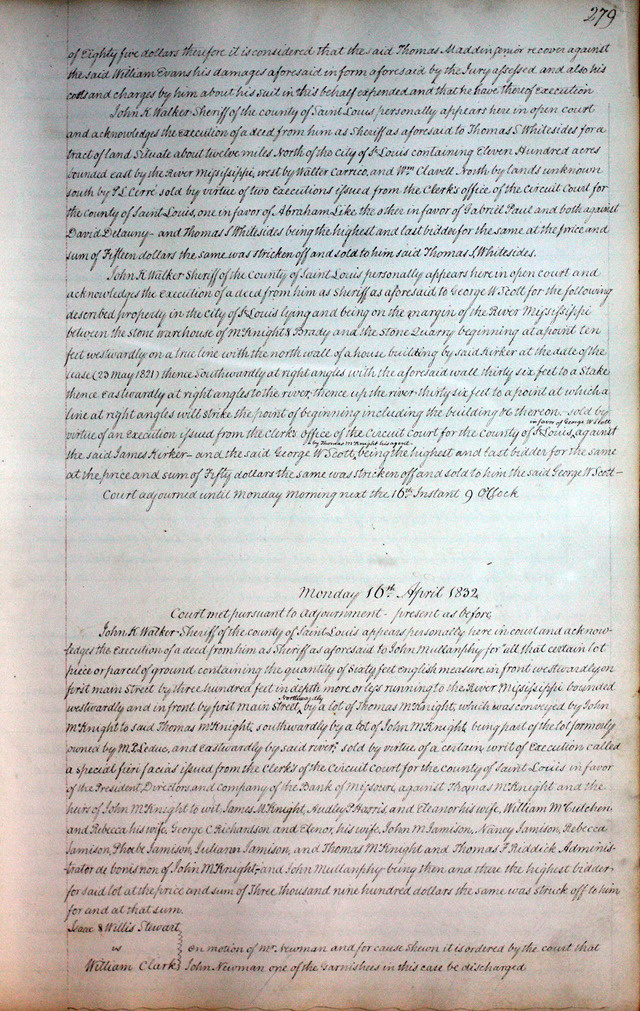 279
of Eighty five dollars therefore it is considered that the said Thomas Maddin senior recover against
the said William Evans his damages aforesaid in form aforesaid by the Jury assessed and also his
costs and charges by him about his suit in this behalf expended and that he have thereof Execution
John K Walker Sheriff of the county of Saint Louis personally appears here in open court
and acknowledges the Execution of a deed from him as Sheriff as aforesaid to Thomas S Whitesides for a
tract of land Situate about twelve miles North of the City of St Louis containing Eleven Hundred acres
bounded east by the River Mississippi, west by Walter Carrico, and Wm Clavell North by lands unknown
south by P L Cerré sold by virtue of two Executions issued from the Clerk's office of the Circuit Court for
the county of Saint Louis, one in favor of Abraham Like the other in favor of Gabriel Paul and both against
David Delauny - and Thomas S Whitesides being the highest and last bidder for the same at the price and
sum of Fifteen dollars the same was stricken off and sold to him said Thomas S, Whitesides.
John K Walker Sheriff of the County of Saint Louis personally appears here in open court and
acknowledges the execution of a deed from him as Sheriff as aforesaid to George W Scott for the following
described property in the city of St Louis lying and being on the margin of the River Mississippi
between the Stone warehouse of McKnight & Brady and the Stone Quarry beginning at a point ten
feet westwardly on a true line with the north wall of a house building by said Kirker at the date of the
lease (23 May 1821) thence Southwardly at right angles with the aforesaid wall thirty six feet to a Stake
thence Eastwardly at right angles to the river, thence up the river thirty six feet to a point at which a
line at right angles will strike the point of beginning including the building &c thereon - sold by
virtue of an Execution issued from the Clerks office of the Circuit Court for the County of St Louis, in favor of George W Scott against
the said James Kirker - and the said George W Scott, by Thomas McKnight his agent being the highest and last bidder for the same
at the price and sum of Fifty dollars the same was stricken off and sold to him the said George W Scott -
Court adjourned until Monday morning next the 16th Instant 9 O'Clock
Monday 16th April 1832
Court met pursuant to adjournment - present as before
John K Walker Sheriff of the county of Saint Louis appears personally here in court and acknow-
ledges the Execution of a deed from him as Sheriff as aforesaid to John Mullanphy for all that certain lot
piece or parcel of ground containing the quantity of Sixty feet english measure in front westwardly on
first main Street by three hundred feet in depth more or less running to the River Mississippi bounded
westwardly and in front by first main Street, Northwardly by a lot of Thomas McKnight, which was conveyed by John
McKnight to said Thomas McKnight, southwardly by a lot of John McKnight, being part of the lot formerly
owned by M P Leduc, and Eastwardly by said river, sold by virtue of a certain writ of Execution called
a special fieri facias issued from the Clerks of the Circuit Court for the county of Saint Louis in favor
of the President, Directors and company of the Bank of Missouri, against Thomas McKnight and the
heirs of John McKnight to wit, James McKnight, Audley Harris, and Eleanor his wife, William McCutchen
and Rebecca his wife, George C Richardson and Elenor, his wife, John M Jamison, Nancy Jamison, Rebecca
Jamison, Phoebe Jamison, Juliann Jamison, and Thomas McKnight and Thomas F Riddick Adminis-
trator de bonis non of John McKnight, and John Mullanphy being then and there the highest bidder
for said lot at the price and sum of Three thousand nine hundred dollars the same was struck off to him
for and at that sum.
Isaac & Willis Stewart
vs On motion of Mr Newman and for cause shewn it is ordered by the court that
William Clark John Newman one of the Garnishees in this case be discharged